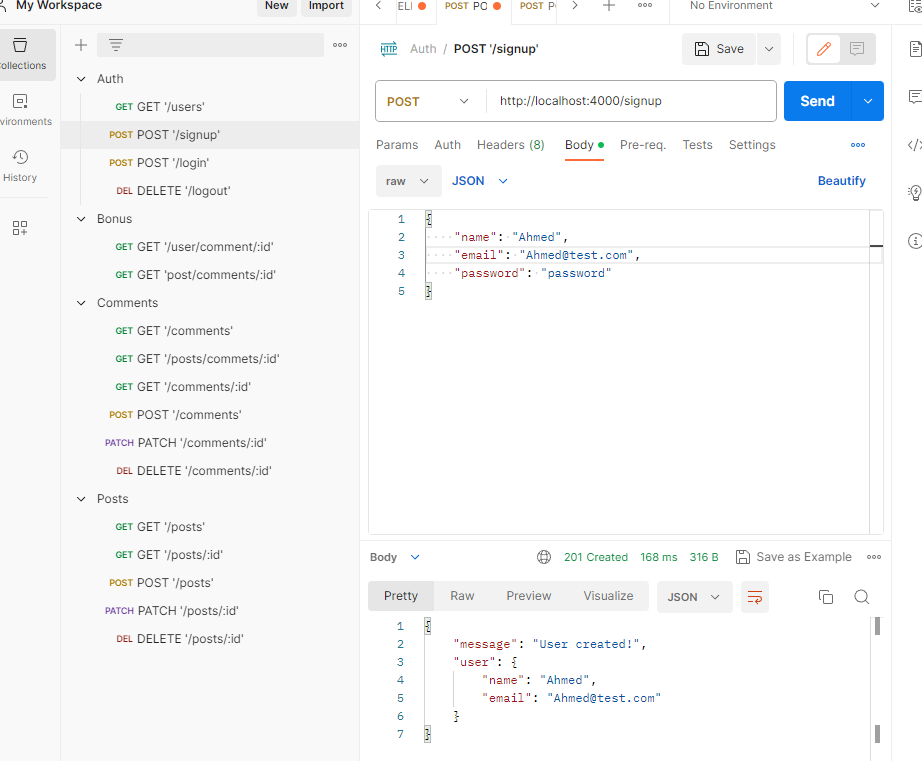 My Workspace
New
Import
ELI
POST PO
POST P
No Environment
ollections
vironments
History
Auth
GET GET '/users'
POST POST '/signup'
POST POST '/login'
DEL DELETE '/logout'
Bonus
GET GET '/user/comment/:id'
GET GET 'post/comments/:id'
Comments
GET GET '/comments'
GET GET '/posts/commets/:id'
GET GET '/comments/:id'
POST POST '/comments'
PATCH PATCH '/comments/:id'
DEL DELETE '/comments/:id'
Posts
GET GET '/posts'
GET GET '/posts/:id'
POST POST '/posts'
PATCH PATCH '/posts/:id'
DEL DELETE '/posts/:id'
HTTP Auth / POST '/signup'
Save
POST
http://localhost:4000/signup
Send
Params Auth Headers (8) Body Pre-req. Tests Settings
raw JSON Beautify
1 {
2 "name": "Ahmed",
3 "email": "Ahmed@test.com",
4 "password": "password"
5 }
Body 201 Created 168 ms 316 B Save as Example
Pretty Raw Preview Visualize JSON
1 {
2 "message": "User created!",
3 "user": {
4 "name": "Ahmed",
5 "email": "Ahmed@test.com"
6 }
7 }